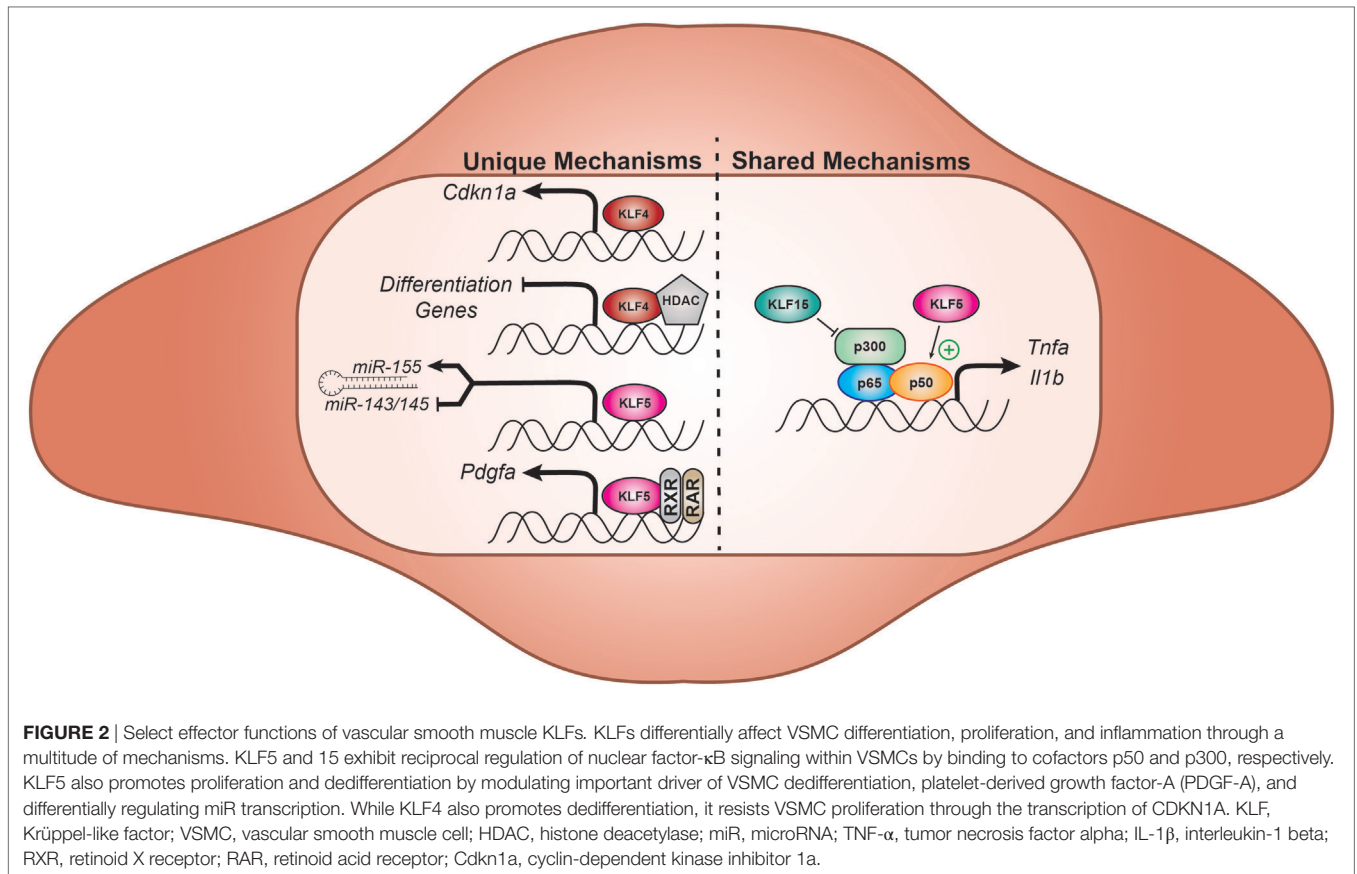 Unique Mechanisms
Cdkn1a
KLF4
Differentiation
Genes
KLF4
HDAC
miR-155
miR-143/145
KLF5
Pdgfa
KLF5
RXR
RAR
Shared Mechanisms
KLF15
KLF5
p300
+
p65
p50
Tnfa
Il1b
FIGURE 2 | Select effector functions of vascular smooth muscle KLFs. KLFs differentially affect VSMC differentiation, proliferation, and inflammation through a
multitude of mechanisms. KLF5 and 15 exhibit reciprocal regulation of nuclear factor-κB signaling within VSMCs by binding to cofactors p50 and p300, respectively.
KLF5 also promotes proliferation and dedifferentiation by modulating important driver of VSMC dedifferentiation, platelet-derived growth factor-A (PDGF-A), and
differentially regulating miR transcription. While KLF4 also promotes dedifferentiation, it resists VSMC proliferation through the transcription of CDKN1A. KLF,
Krüppel-like factor; VSMC, vascular smooth muscle cell; HDAC, histone deacetylase; miR, microRNA; TNF-α, tumor necrosis factor alpha; IL-1β, interleukin-1 beta;
RXR, retinoid X receptor; RAR, retinoid acid receptor; Cdkn1a, cyclin-dependent kinase inhibitor 1a.